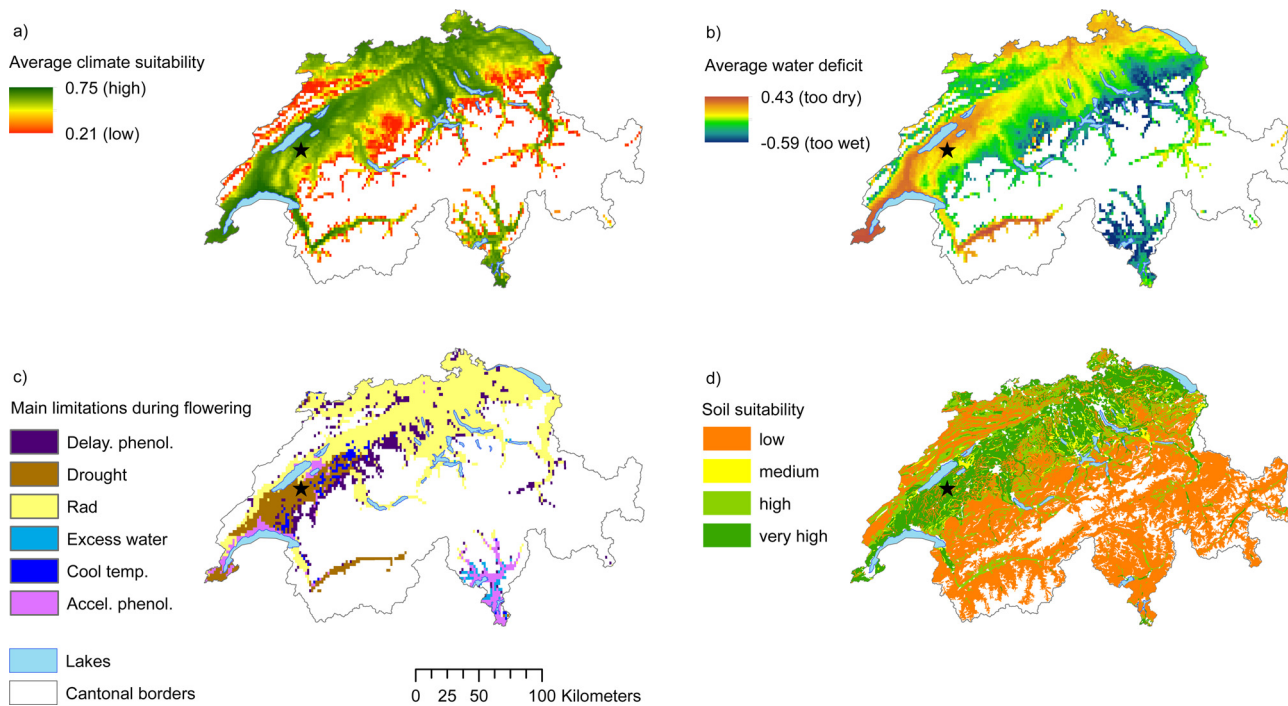 a)
Average climate suitability
0.75 (high)
0.21 (low)
b)
Average water deficit
0.43 (too dry)
-0.59 (too wet)
c)
Main limitations during flowering
Delay. phenol.
Drought
Rad
Excess water
Cool temp.
Accel. phenol.
Lakes
Cantonal borders
0 25 50 100 Kilometers
d)
Soil suitability
low
medium
high
very high